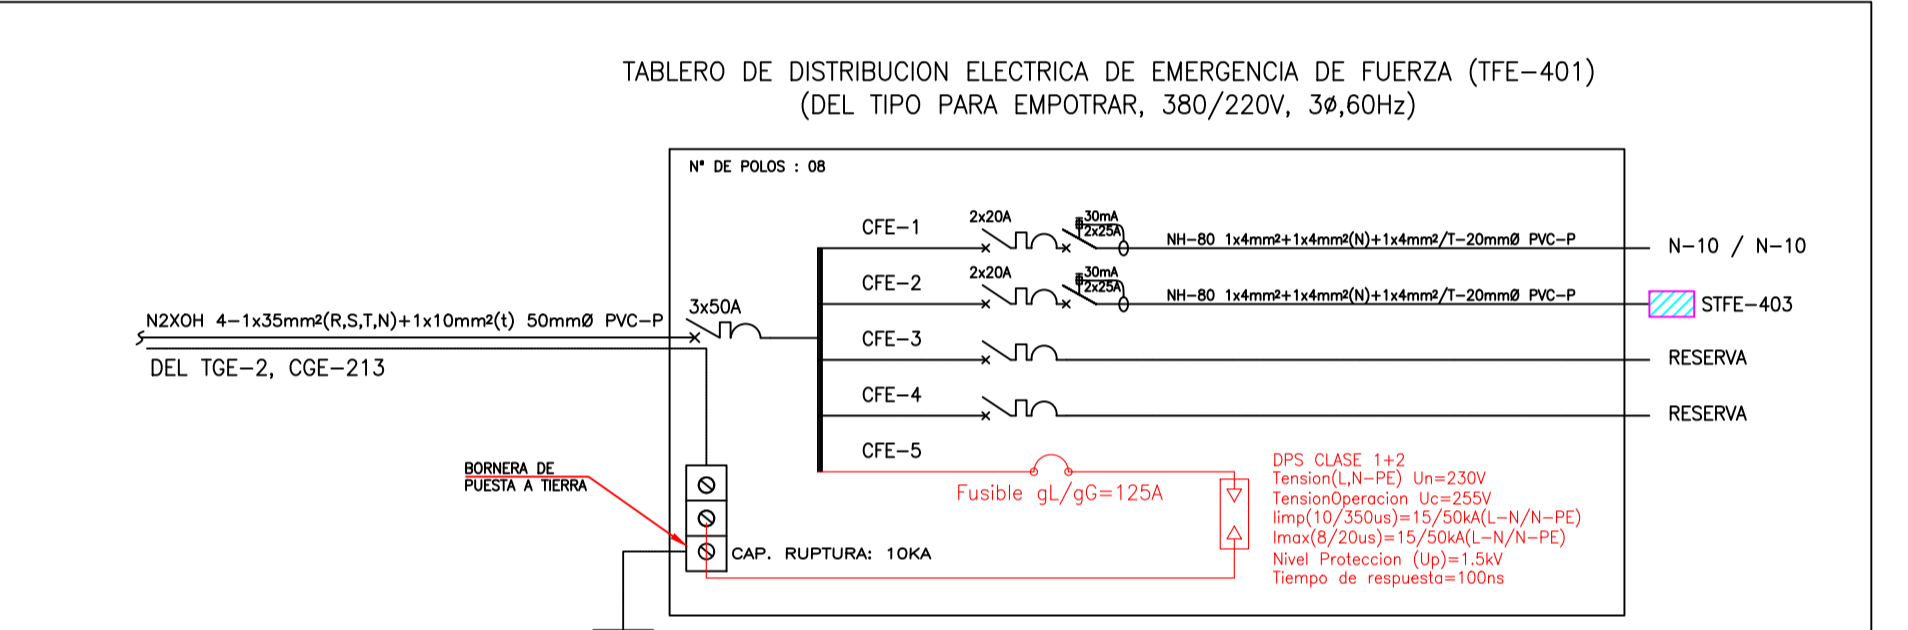 TABLERO DE DISTRIBUCION ELECTRICA DE EMERGENCIA DE FUERZA (TFE-401)
(DEL TIPO PARA EMPOTRAR, 380/220V, 3ø,60Hz)
N° DE POLOS : 08
CFE-1
2x20A
30mA
2x25A
NH-80 1x4mm²+1x4mm²(N)+1x4mm²/T-20mmØ PVC-P
N-10 / N-10
CFE-2
2x20A
30mA
2x25A
NH-80 1x4mm²+1x4mm²(N)+1x4mm²/T-20mmØ PVC-P
STFE-403
N2XOH 4-1x35mm²(R,S,T,N)+1x10mm²(t) 50mmØ PVC-P
3x50A
DEL TGE-2, CGE-213
CFE-3
RESERVA
CFE-4
RESERVA
CFE-5
BORNERA DE
PUESTA A TIERRA
Fusible gL/gG=125A
CAP. RUPTURA: 10KA
DPS CLASE 1+2
Tension(L,N-PE) Un=230V
TensionOperacion Uc=255V
Iimp(10/350us)=15/50kA(L-N/N-PE)
Imax(8/20us)=15/50kA(L-N/N-PE)
Nivel Proteccion (Up)=1.5kV
Tiempo de respuesta=100ns